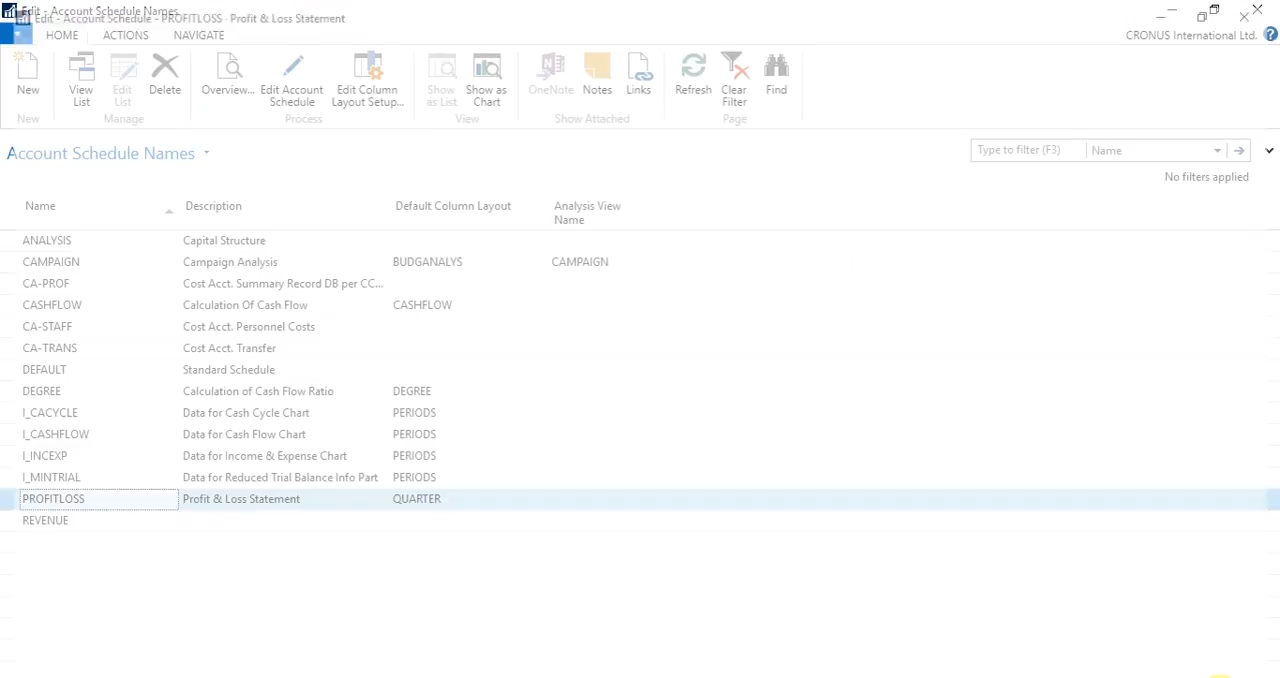 Edit - Account Schedule Names
Edit - Account Schedule - PROFITLOSS · Profit & Loss Statement
HOME ACTIONS NAVIGATE CRONUS International Ltd. ?
New View List Edit List Delete Overview... Edit Account Schedule Edit Column Layout Setup... Show as List Show as Chart OneNote Notes Links Refresh Clear Filter Find
New Manage Process View Show Attached Page
Account Schedule Names Type to filter (F3) Name
No filters applied
Name Description Default Column Layout Analysis View Name
ANALYSIS Capital Structure
CAMPAIGN Campaign Analysis BUDGANALYS CAMPAIGN
CA-PROF Cost Acct. Summary Record DB per CC...
CASHFLOW Calculation Of Cash Flow CASHFLOW
CA-STAFF Cost Acct. Personnel Costs
CA-TRANS Cost Acct. Transfer
DEFAULT Standard Schedule
DEGREE Calculation of Cash Flow Ratio DEGREE
I_CACYCLE Data for Cash Cycle Chart PERIODS
I_CASHFLOW Data for Cash Flow Chart PERIODS
I_INCEXP Data for Income & Expense Chart PERIODS
I_MINTRIAL Data for Reduced Trial Balance Info Part PERIODS
PROFITLOSS Profit & Loss Statement QUARTER
REVENUE